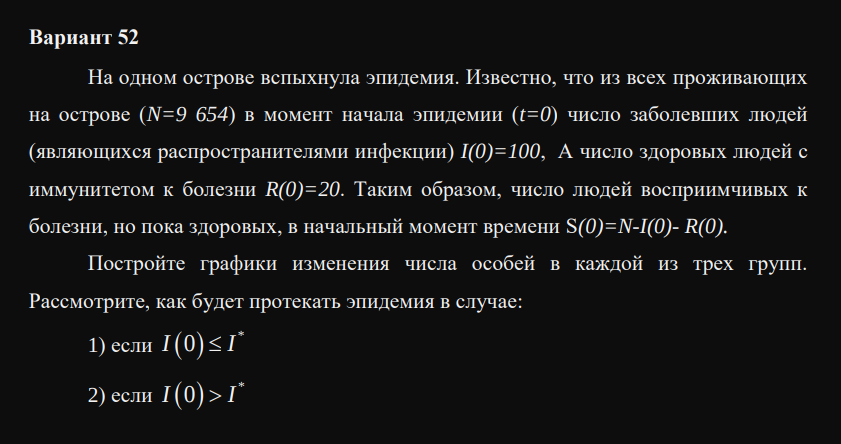 Вариант 52
На одном острове вспыхнула эпидемия. Известно, что из всех проживающих
на острове (N=9 654) в момент начала эпидемии (t=0) число заболевших людей
(являющихся распространителями инфекции) I(0)=100, А число здоровых людей с
иммунитетом к болезни R(0)=20. Таким образом, число людей восприимчивых к
болезни, но пока здоровых, в начальный момент времени S(0)=N-I(0)- R(0).
Постройте графики изменения числа особей в каждой из трех групп.
Рассмотрите, как будет протекать эпидемия в случае:
1) если I(0) ≤ I*
2) если I(0) > I*